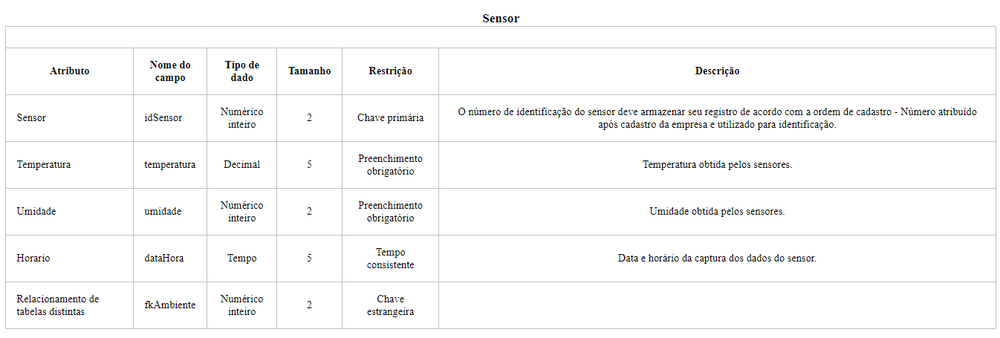 Sensor
Atributo
Nome do
campo
Tipo de
dado
Tamanho
Restrição
Descrição
Sensor
idSensor
Numérico
inteiro
2
Chave primária
O número de identificação do sensor deve armazenar seu registro de acordo com a ordem de cadastro - Número atribuído
após cadastro da empresa e utilizado para identificação.
Temperatura
temperatura
Decimal
5
Preenchimento
obrigatório
Temperatura obtida pelos sensores.
Umidade
umidade
Numérico
inteiro
2
Preenchimento
obrigatório
Umidade obtida pelos sensores.
Horario
dataHora
Tempo
5
Tempo
consistente
Data e horário da captura dos dados do sensor.
Relacionamento de
tabelas distintas
fkAmbiente
Numérico
inteiro
2
Chave
estrangeira